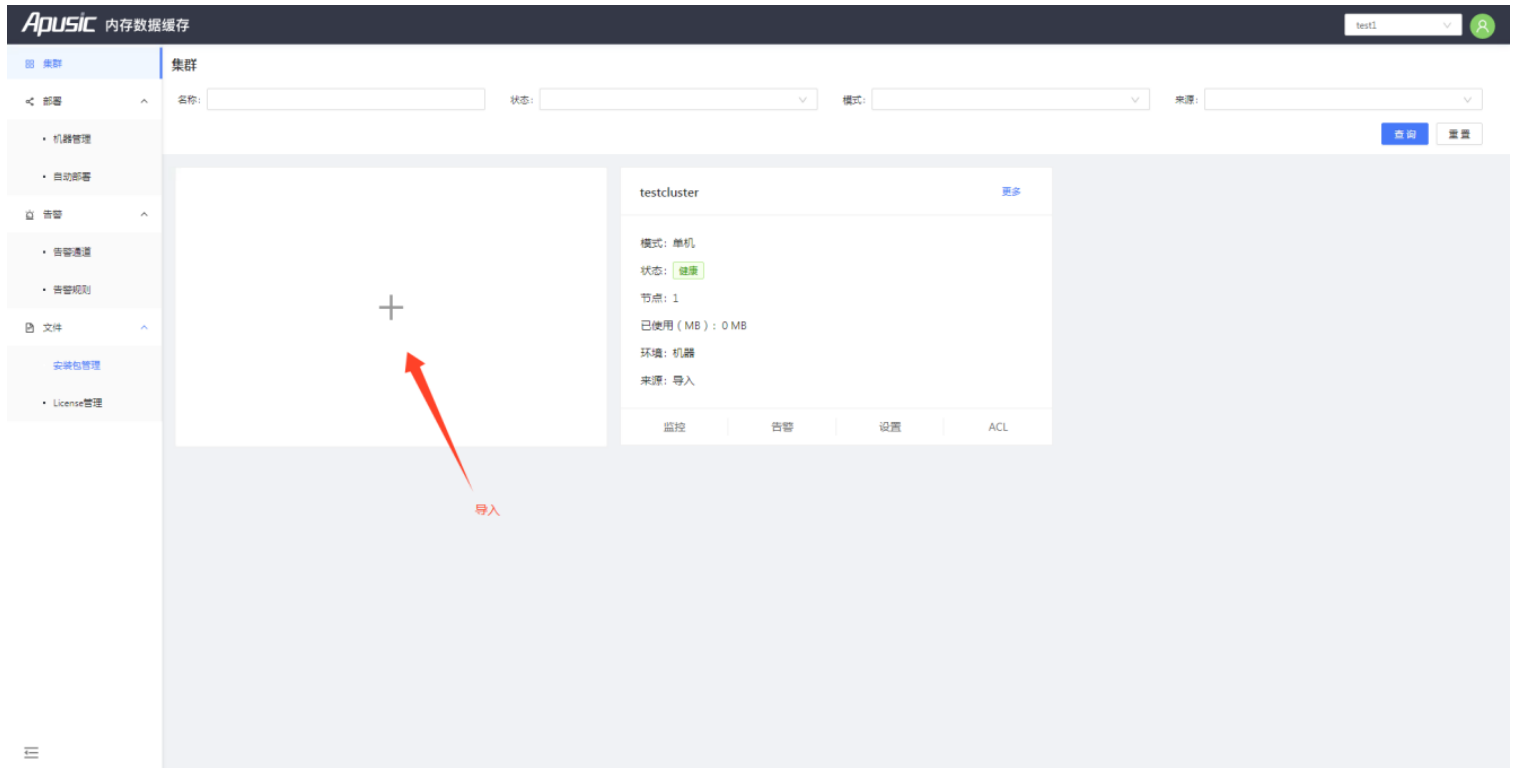 Apusic 内存数据缓存
test1
集群
部署
机器管理
自动部署
告警
告警通道
告警规则
文件
安装包管理
License管理
集群
名称:
状态:
模式:
来源:
查询
重置
导入
testcluster
更多
模式: 单机
状态: 健康
节点: 1
已使用 ( MB ) : 0 MB
环境: 机器
来源: 导入
监控
告警
设置
ACL